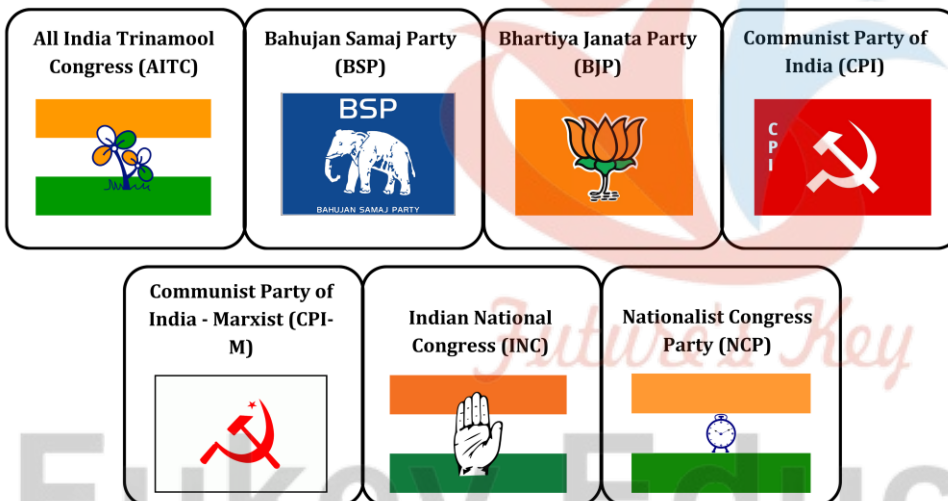 All India Trinamool
Congress (AITC)
Bahujan Samaj Party
(BSP)
BSP
BAHUJAN SAMAJ PARTY
Bhartiya Janata Party
(BJP)
Communist Party of
India (CPI)
C
P
I
Communist Party of
India - Marxist (CPI-
M)
Indian National
Congress (INC)
Nationalist Congress
Party (NCP)
Future's Key
Fukey Educ